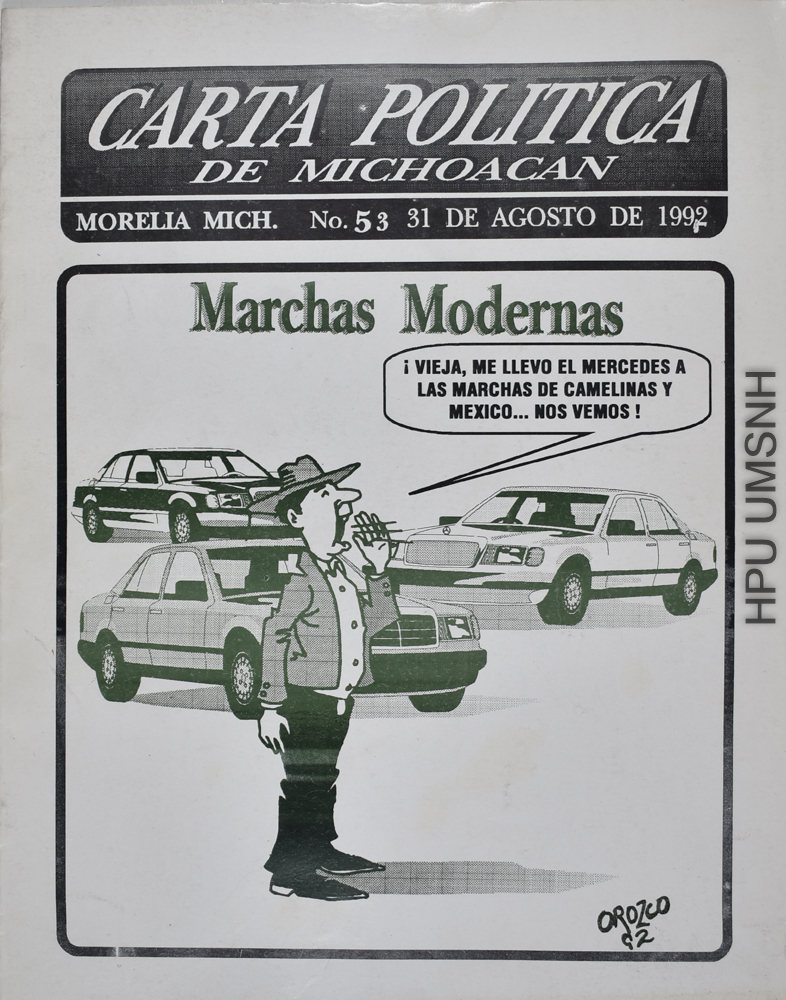 CARTA POLITICA
DE MICHOACAN
MORELIA MICH. No. 53 31 DE AGOSTO DE 1992
Marchas Modernas
¡ VIEJA, ME LLEVO EL MERCEDES A
LAS MARCHAS DE CAMELINAS Y
MEXICO... NOS VEMOS !
HPU UMSNH
OROZCO
92